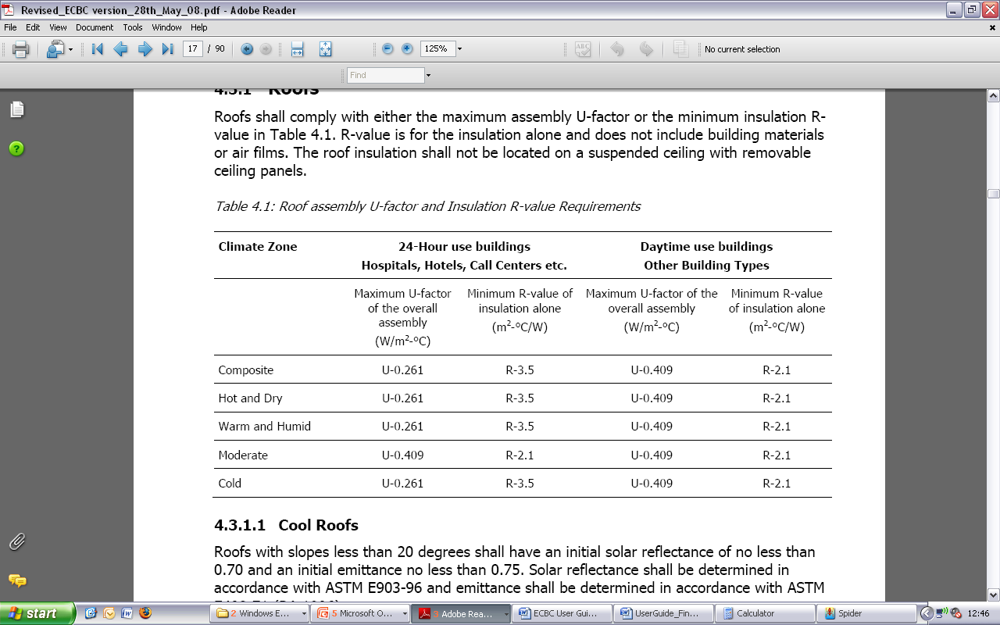 Revised_ECBC version_28th_May_08.pdf - Adobe Reader
File Edit View Document Tools Window Help
17 / 90 125% No current selection
Find
4.3.1 Roofs
Roofs shall comply with either the maximum assembly U-factor or the minimum insulation R-
value in Table 4.1. R-value is for the insulation alone and does not include building materials
or air films. The roof insulation shall not be located on a suspended ceiling with removable
ceiling panels.
Table 4.1: Roof assembly U-factor and Insulation R-value Requirements
Climate Zone 24-Hour use buildings Daytime use buildings
Hospitals, Hotels, Call Centers etc. Other Building Types
Maximum U-factor Minimum R-value of Maximum U-factor of the Minimum R-value
of the overall insulation alone overall assembly of insulation alone
assembly (m²-°C/W) (W/m²-°C) (m²-°C/W)
(W/m²-°C)
Composite U-0.261 R-3.5 U-0.409 R-2.1
Hot and Dry U-0.261 R-3.5 U-0.409 R-2.1
Warm and Humid U-0.261 R-3.5 U-0.409 R-2.1
Moderate U-0.409 R-2.1 U-0.409 R-2.1
Cold U-0.261 R-3.5 U-0.409 R-2.1
4.3.1.1 Cool Roofs
Roofs with slopes less than 20 degrees shall have an initial solar reflectance of no less than
0.70 and an initial emittance no less than 0.75. Solar reflectance shall be determined in
accordance with ASTM E903-96 and emittance shall be determined in accordance with ASTM
start 2 Windows E... 5 Microsoft O... 3 Adobe Rea... ECBC User Gui... UserGuide_Fin... Calculator Spider 12:46